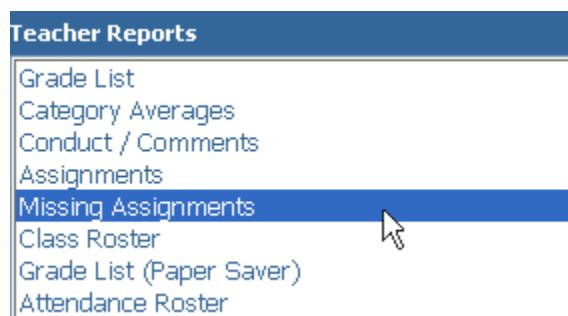 Teacher Reports
Grade List
Category Averages
Conduct / Comments
Assignments
Missing Assignments
Class Roster
Grade List (Paper Saver)
Attendance Roster